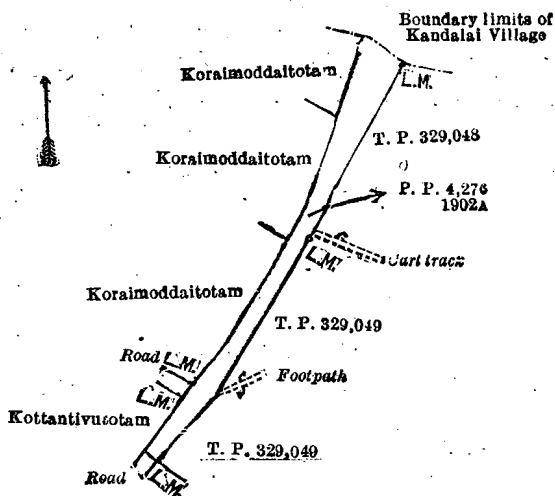 Boundary limits of
Kandalai Village
Koraimoddaitotam
L.M.
T. P. 329,048
Koraimoddaitotam
P. P. 4,276
1902A
Cart track
L.M.
Koraimoddaitotam
T. P. 329,049
Road L.M.
Footpath
L.M.
Kottantivusotam
T. P. 329,049
Road
L.M.